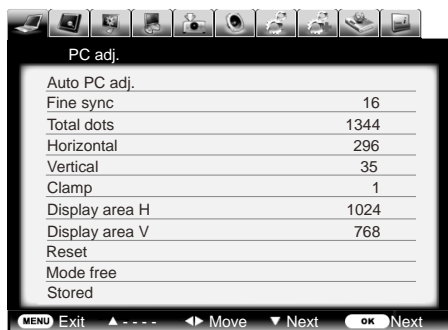 PC adj.
Auto PC adj.
Fine sync 16
Total dots 1344
Horizontal 296
Vertical 35
Clamp 1
Display area H 1024
Display area V 768
Reset
Mode free
Stored
MENU Exit ▲ - - - - ◀▶ Move ▼ Next OK Next